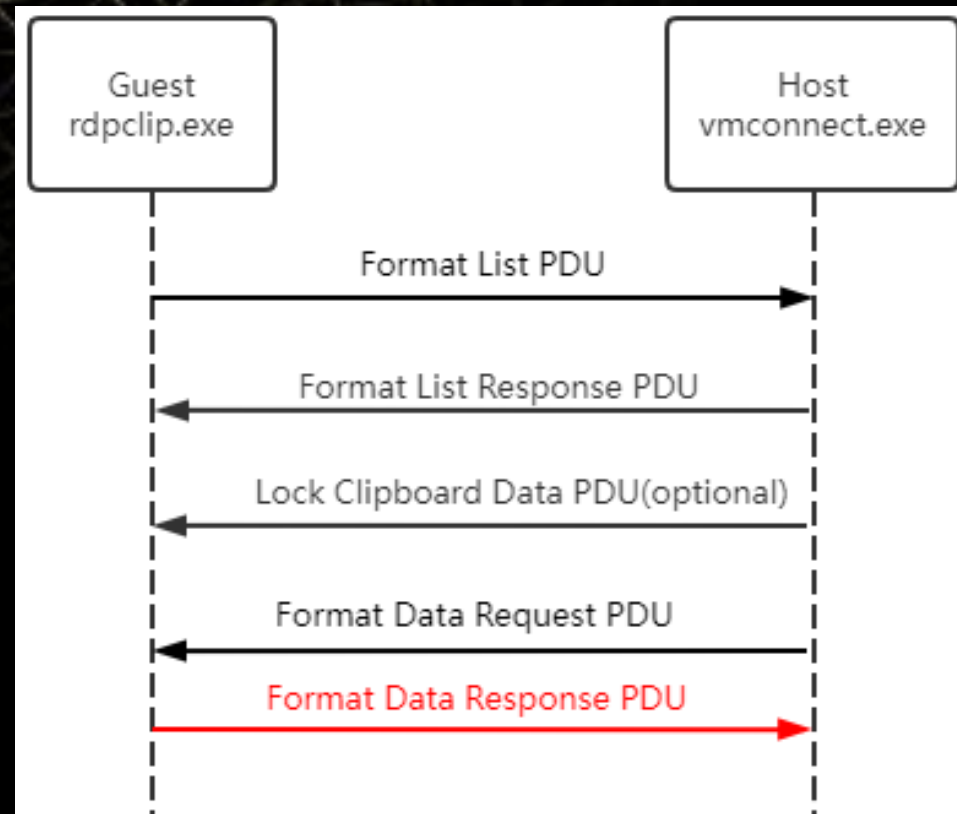 Guest
rdpclip.exe
Host
vmconnect.exe
Format List PDU
Format List Response PDU
Lock Clipboard Data PDU(optional)
Format Data Request PDU
Format Data Response PDU